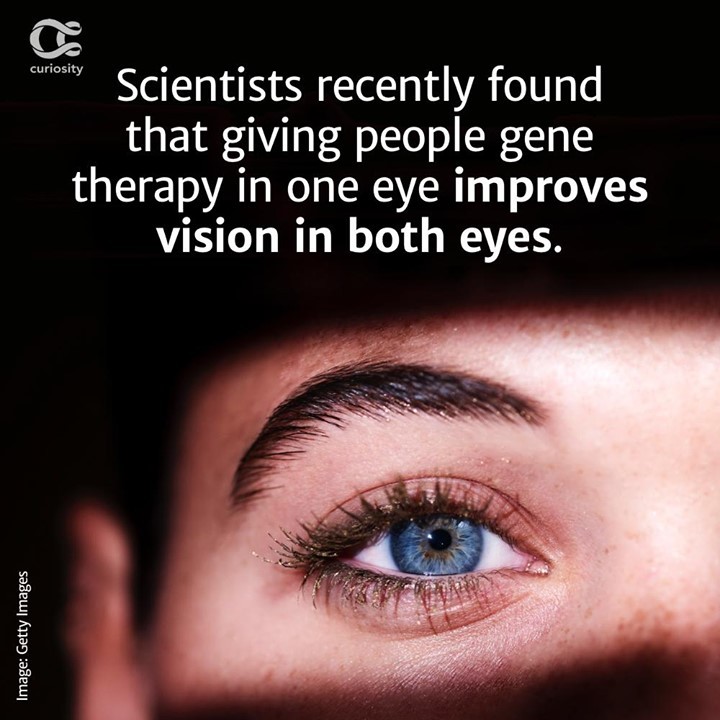 curiosity
Scientists recently found
that giving people gene
therapy in one eye improves
vision in both eyes.
Image: Getty Images